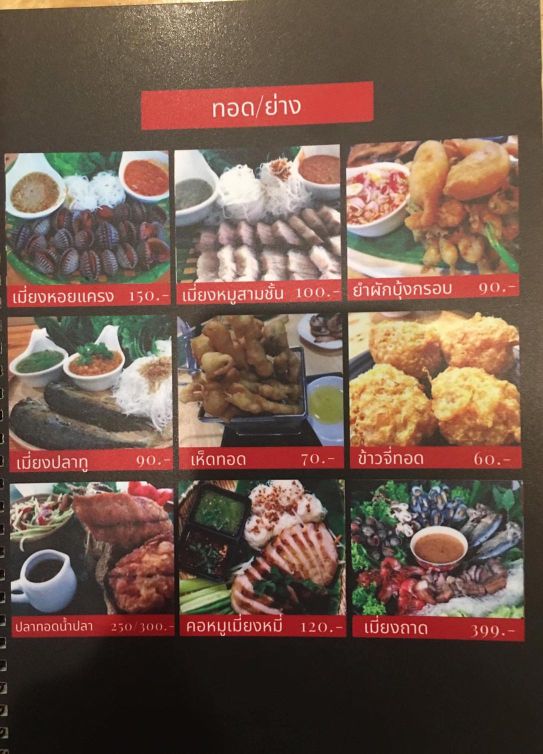 ทอด/ย่าง
เมี่ยงหอยแครง 150.-
เมี่ยงหมูสามชั้น 100.-
ยำผักบุ้งกรอบ 90.-
เมี่ยงปลาทู 90.-
เห็ดทอด 70.-
ข้าวจี่ทอด 60.-
ปลาทอดน้ำปลา 250/300.-
คอหมูเมี่ยงหมี่ 120.-
เมี่ยงถาด 399.-